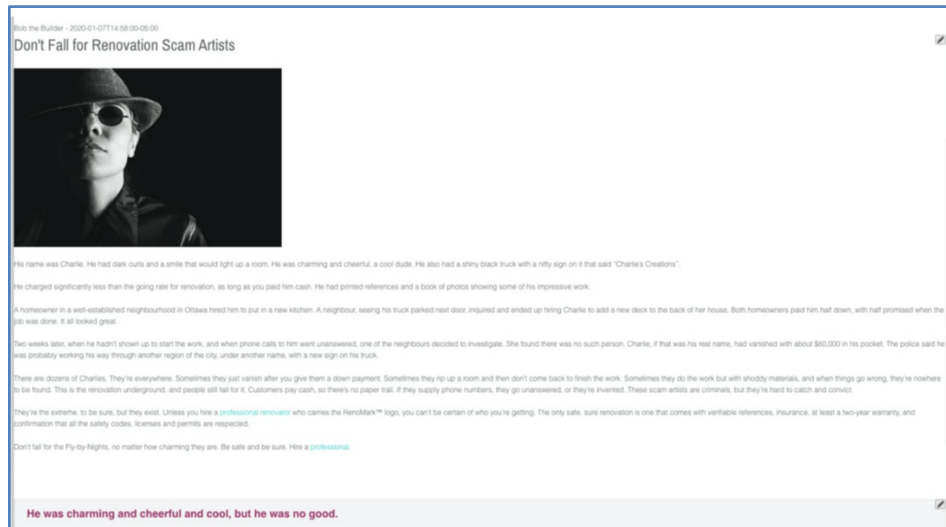 Bob the Builder - 2020-01-07T14:58:00-05:00
Don't Fall for Renovation Scam Artists
His name was Charlie. He had dark curls and a smile that would light up a room. He was charming and cheerful, a cool dude. He also had a shiny black truck with a nifty sign on it that said "Charlie's Creations".
He charged significantly less than the going rate for renovation, as long as you paid him cash. He had printed references and a book of photos showing some of his impressive work.
A homeowner in a well-established neighbourhood in Ottawa hired him to put in a new kitchen. A neighbour, seeing his truck parked next door, inquired and ended up hiring Charlie to add a new deck to the back of her house. Both homeowners paid him half down, with half promised when the
job was done. It all looked great.
Two weeks later, when he hadn't shown up to start the work, and when phone calls to him went unanswered, one of the neighbours decided to investigate. She found there was no such person. Charlie, if that was his real name, had vanished with about $60,000 in his pocket. The police said he
was probably working his way through another region of the city, under another name, with a new sign on his truck.
There are dozens of Charlies. They're everywhere. Sometimes they just vanish after you give them a down payment. Sometimes they rip up a room and then don't come back to finish the work. Sometimes they do the work but with shoddy materials, and when things go wrong, they're nowhere
to be found. This is the renovation underground, and people still fall for it. Customers pay cash, so there's no paper trail. If they supply phone numbers, they go unanswered, or they're invented. These scam artists are criminals, but they're hard to catch and convict.
They're the extreme, to be sure, but they exist. Unless you hire a professional renovator who carries the RenoMark™ logo, you can't be certain of who you're getting. The only safe, sure renovation is one that comes with verifiable references, insurance, at least a two-year warranty, and
confirmation that all the safety codes, licenses and permits are respected.
Don't fall for the Fly-by-Nights, no matter how charming they are. Be safe and be sure. Hire a professional.
He was charming and cheerful and cool, but he was no good.